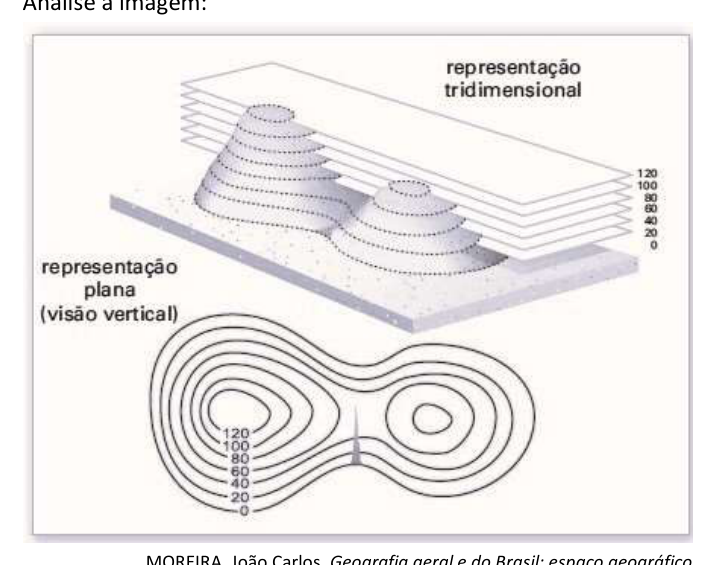 Analise a imagem:
representação
tridimensional
120
100
80
60
40
20
0
representação
plana
(visão vertical)
120
100
80
60
40
20
0
MOREIRA, João Carlos. Geografia geral e do Brasil: espaço geográfico